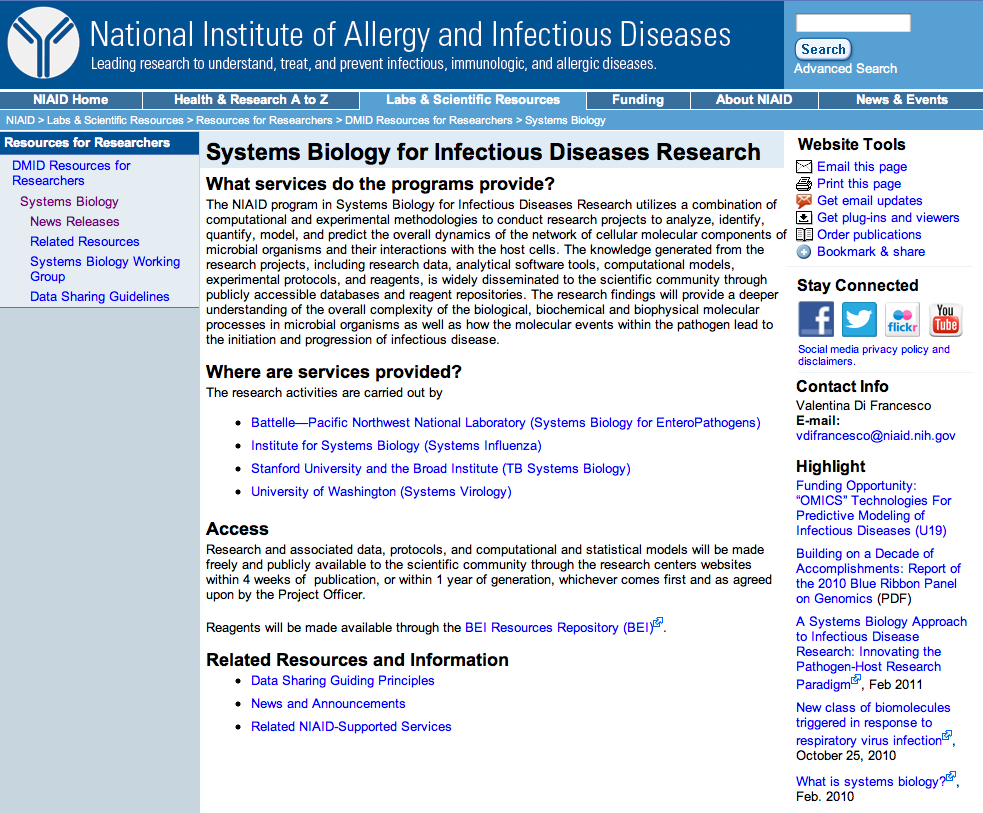 National Institute of Allergy and Infectious Diseases
Leading research to understand, treat, and prevent infectious, immunologic, and allergic diseases.
Search
Advanced Search
NIAID Home
Health & Research A to Z
Labs & Scientific Resources
Funding
About NIAID
News & Events
NIAID > Labs & Scientific Resources > Resources for Researchers > DMID Resources for Researchers > Systems Biology
Resources for Researchers
DMID Resources for
Researchers
Systems Biology
News Releases
Related Resources
Systems Biology Working
Group
Data Sharing Guidelines
Systems Biology for Infectious Diseases Research
What services do the programs provide?
The NIAID program in Systems Biology for Infectious Diseases Research utilizes a combination of
computational and experimental methodologies to conduct research projects to analyze, identify,
quantify, model, and predict the overall dynamics of the network of cellular molecular components of
microbial organisms and their interactions with the host cells. The knowledge generated from the
research projects, including research data, analytical software tools, computational models,
experimental protocols, and reagents, is widely disseminated to the scientific community through
publicly accessible databases and reagent repositories. The research findings will provide a deeper
understanding of the overall complexity of the biological, biochemical and biophysical molecular
processes in microbial organisms as well as how the molecular events within the pathogen lead to
the initiation and progression of infectious disease.
Where are services provided?
The research activities are carried out by
• Battelle—Pacific Northwest National Laboratory (Systems Biology for EnteroPathogens)
• Institute for Systems Biology (Systems Influenza)
• Stanford University and the Broad Institute (TB Systems Biology)
• University of Washington (Systems Virology)
Access
Research and associated data, protocols, and computational and statistical models will be made
freely and publicly available to the scientific community through the research centers websites
within 4 weeks of publication, or within 1 year of generation, whichever comes first and as agreed
upon by the Project Officer.
Reagents will be made available through the BEI Resources Repository (BEI).
Related Resources and Information
• Data Sharing Guiding Principles
• News and Announcements
• Related NIAID-Supported Services
Website Tools
Email this page
Print this page
Get email updates
Get plug-ins and viewers
Order publications
Bookmark & share
Stay Connected
f
flickr
You
Tube
Social media privacy policy and
disclaimers.
Contact Info
Valentina Di Francesco
E-mail:
vdifrancesco@niaid.nih.gov
Highlight
Funding Opportunity:
“OMICS” Technologies For
Predictive Modeling of
Infectious Diseases (U19)
Building on a Decade of
Accomplishments: Report of
the 2010 Blue Ribbon Panel
on Genomics (PDF)
A Systems Biology Approach
to Infectious Disease
Research: Innovating the
Pathogen-Host Research
Paradigm, Feb 2011
New class of biomolecules
triggered in response to
respiratory virus infection,
October 25, 2010
What is systems biology?,
Feb. 2010